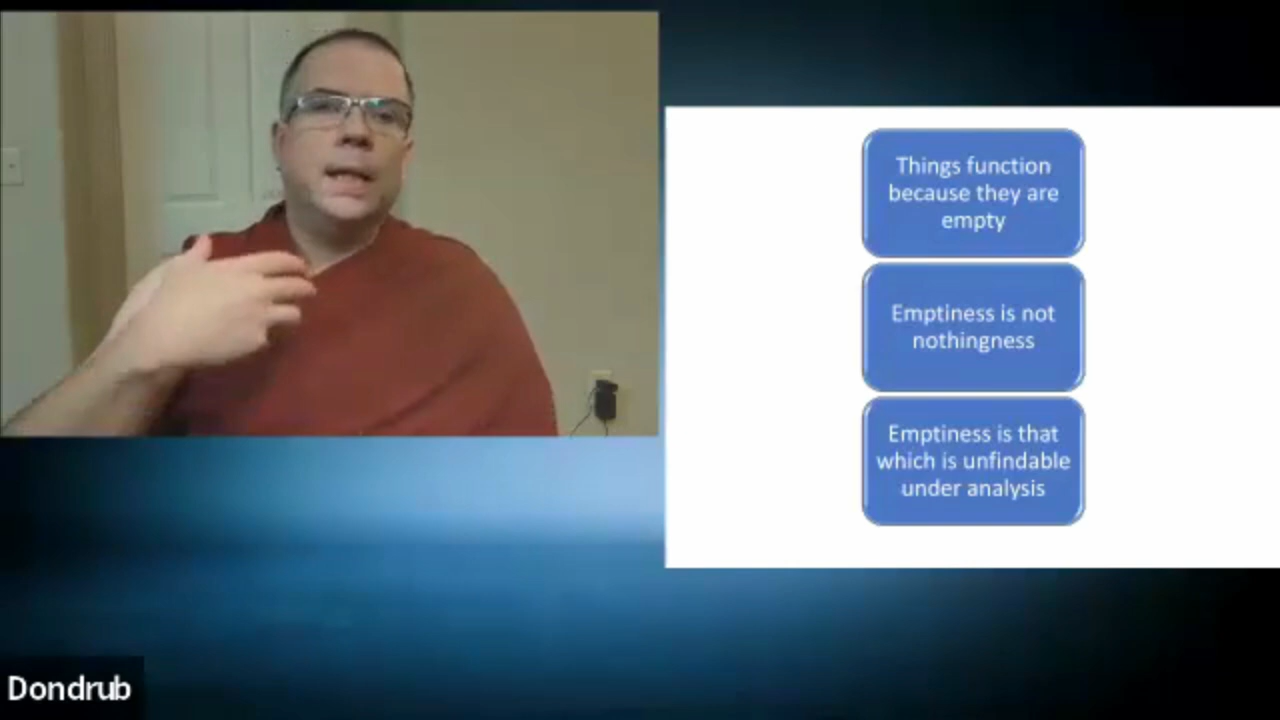 Things function
because they are
empty
Emptiness is not
nothingness
Emptiness is that
which is unfindable
under analysis
Dondrub